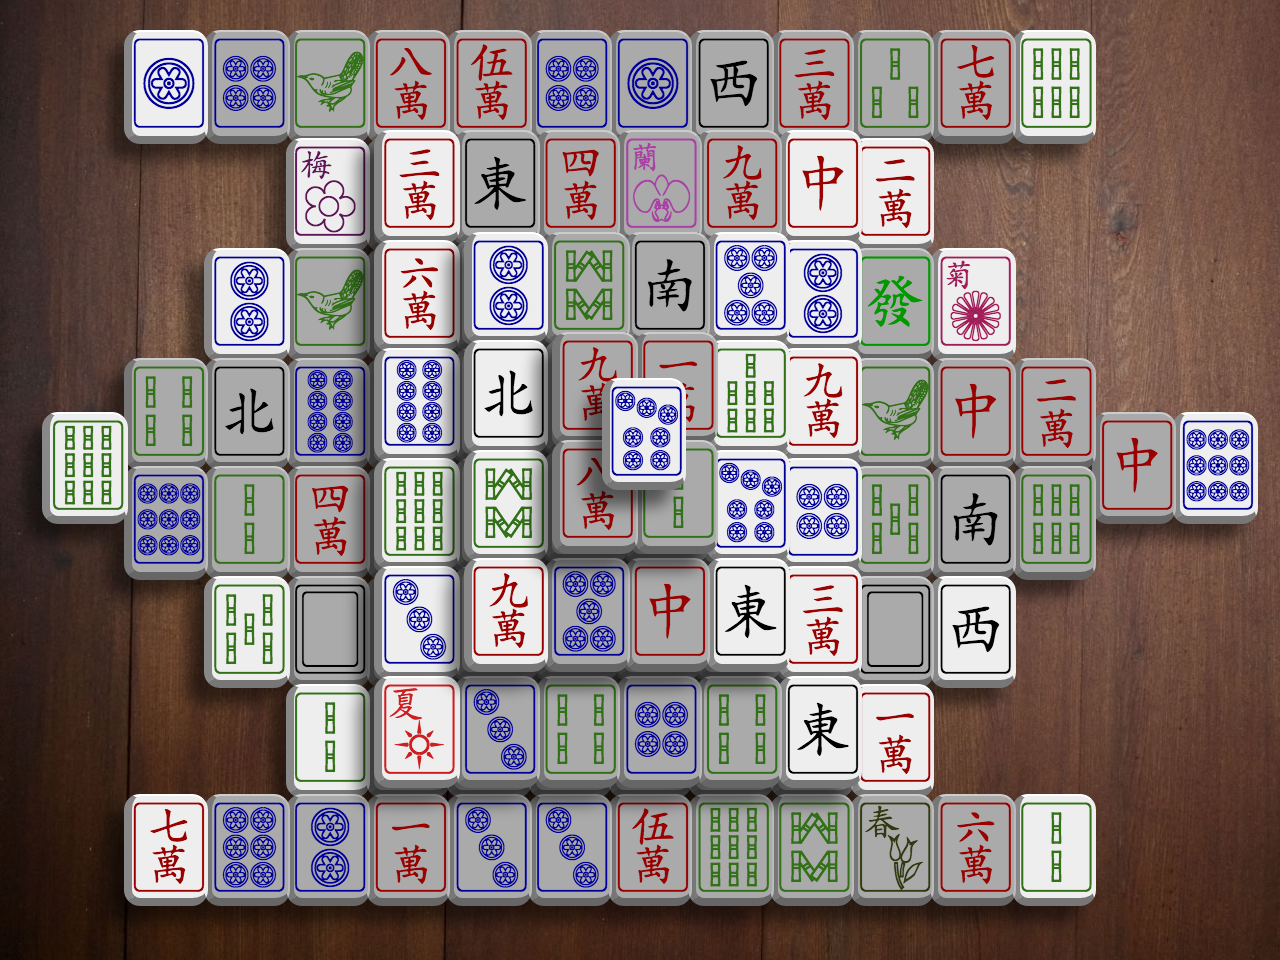 八萬 伍萬 西 三萬 七萬
梅 三萬 東 四萬 蘭 九萬 中 二萬
六萬 南 發 菊
北 北 九萬 一萬 九萬 中 二萬
中
四萬 八萬 南
九萬 中 東 三萬 西
夏 東 一萬
七萬 一萬 伍萬 春 六萬